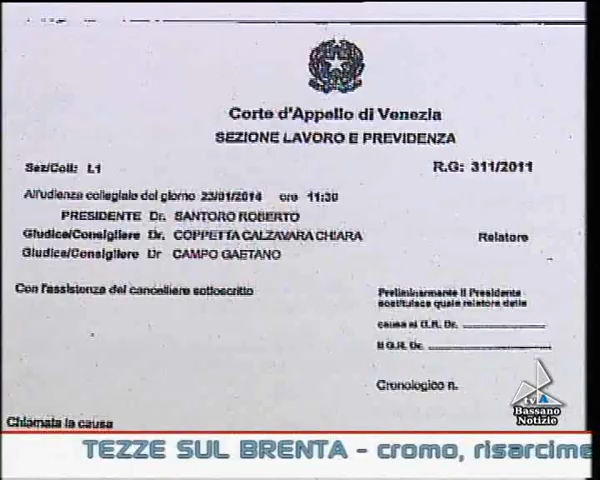 Corte d'Appello di Venezia
SEZIONE LAVORO E PREVIDENZA
Sez/Coll: L1
R.G: 311/2011
All'udienza collegiale del giorno 23/01/2014 ore 11:30
PRESIDENTE Dr. SANTORO ROBERTO
Giudice/Consigliere Dr. COPPETTA CALZAVARA CHIARA Relatore
Giudice/Consigliere Dr CAMPO GAETANO
Con l'assistenza del cancelliere sottoscritto
Preliminarmente il Presidente
sostituisce quale relatore della
causa al G.R. Dr.
il G.R. Dr.
Cronologico n.
Chiamata la causa
tvA
Bassano
Notizie
TEZZE SUL BRENTA - cromo, risarcime